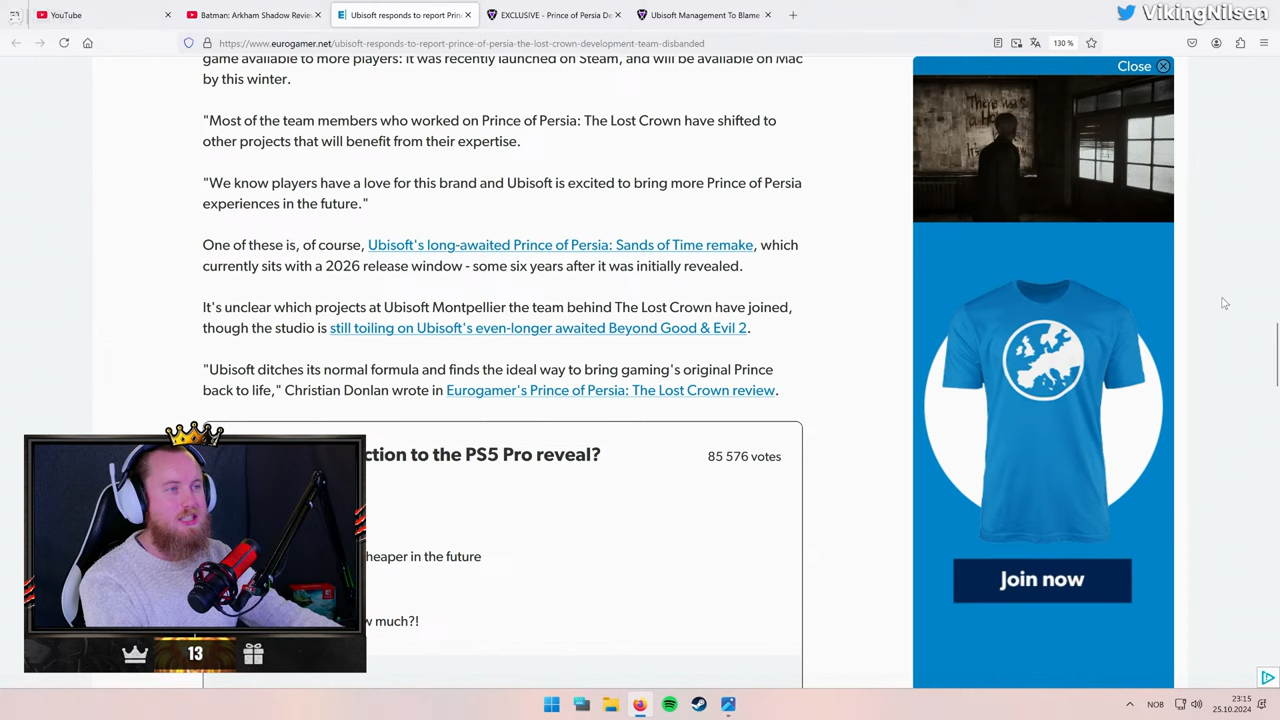 YouTube
Batman: Arkham Shadow Revie
Ubisoft responds to report Prin
EXCLUSIVE - Prince of Persia De
Ubisoft Management To Blame
VikingNilsen
https://www.eurogamer.net/ubisoft-responds-to-report-prince-of-persia-the-lost-crown-development-team-disbanded
130 %
game available to more players: it was recently launched on Steam, and will be available on Mac
by this winter.
"Most of the team members who worked on Prince of Persia: The Lost Crown have shifted to
other projects that will benefit from their expertise.
"We know players have a love for this brand and Ubisoft is excited to bring more Prince of Persia
experiences in the future."
One of these is, of course, Ubisoft's long-awaited Prince of Persia: Sands of Time remake, which
currently sits with a 2026 release window - some six years after it was initially revealed.
It's unclear which projects at Ubisoft Montpellier the team behind The Lost Crown have joined,
though the studio is still toiling on Ubisoft's even-longer awaited Beyond Good & Evil 2.
"Ubisoft ditches its normal formula and finds the ideal way to bring gaming's original Prince
back to life," Christian Donlan wrote in Eurogamer's Prince of Persia: The Lost Crown review.
ction to the PS5 Pro reveal?
85 576 votes
heaper in the future
w much?!
13
Close
There was
Join now
NOB
23:15
25.10.2024